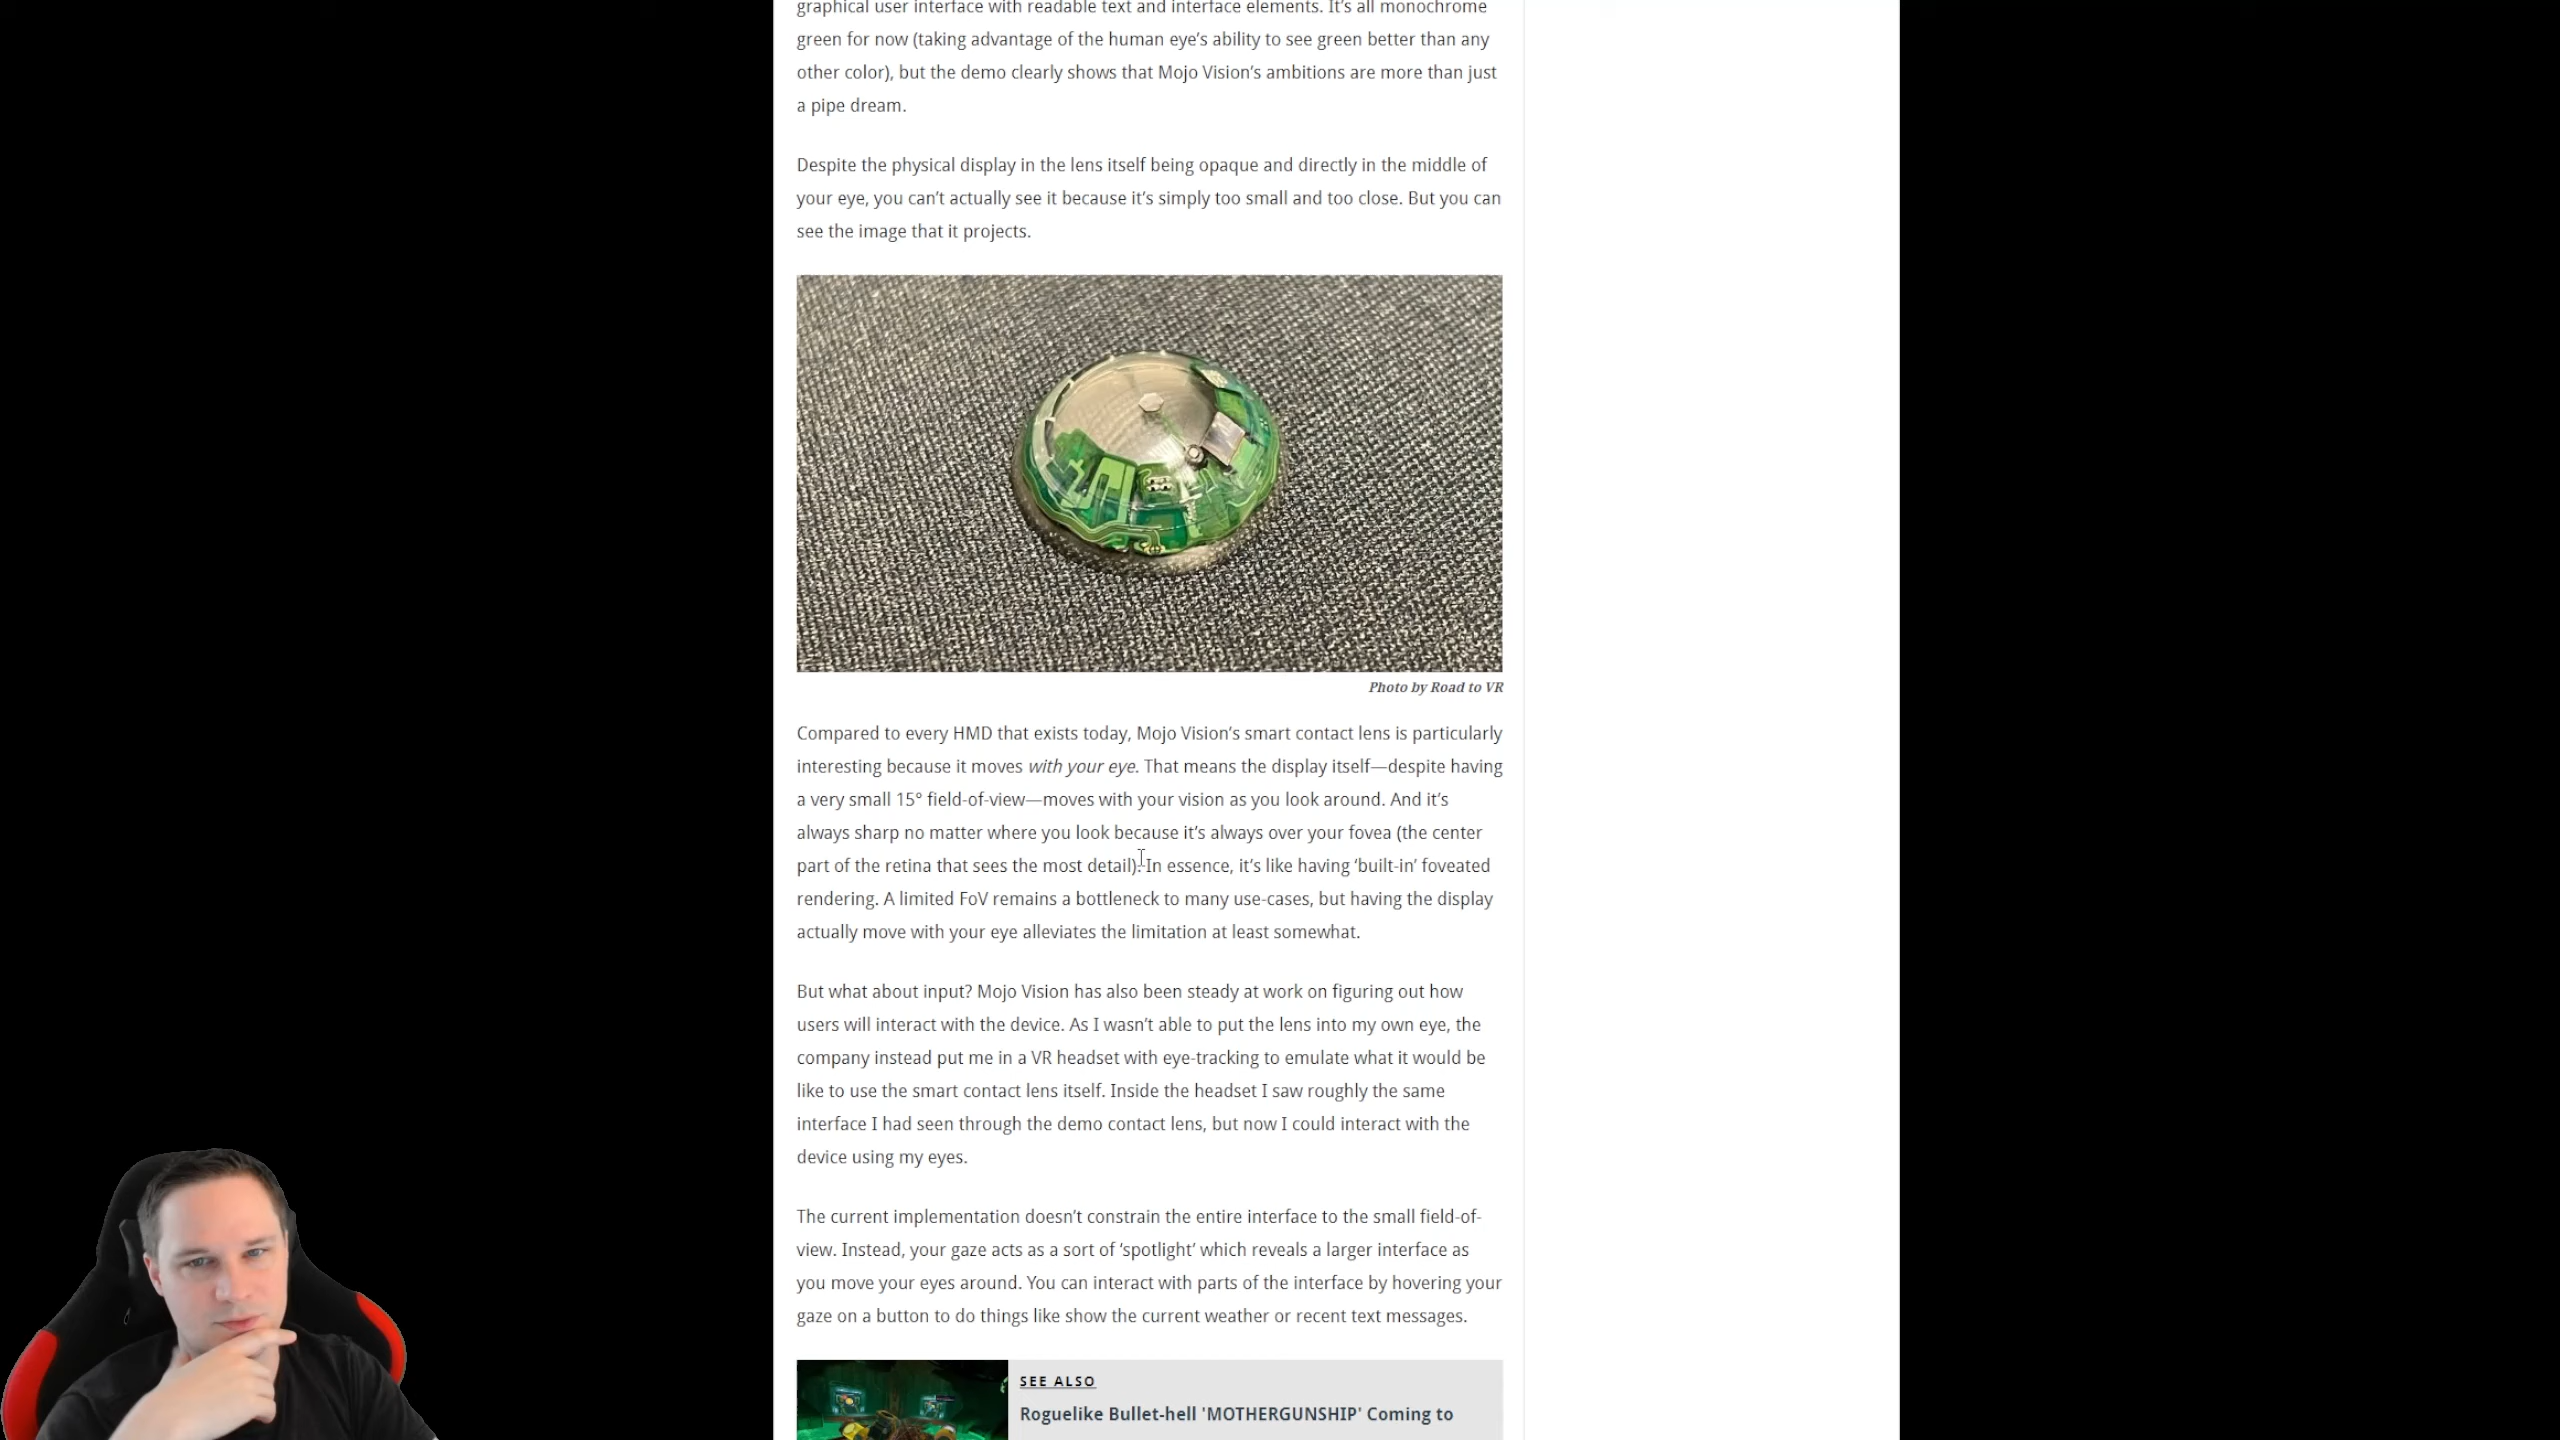 graphical user interface with readable text and interface elements. It's all monochrome
green for now (taking advantage of the human eye's ability to see green better than any
other color), but the demo clearly shows that Mojo Vision's ambitions are more than just
a pipe dream.
Despite the physical display in the lens itself being opaque and directly in the middle of
your eye, you can't actually see it because it's simply too small and too close. But you can
see the image that it projects.
Photo by Road to VR
Compared to every HMD that exists today, Mojo Vision's smart contact lens is particularly
interesting because it moves with your eye. That means the display itself—despite having
a very small 15° field-of-view—moves with your vision as you look around. And it's
always sharp no matter where you look because it's always over your fovea (the center
part of the retina that sees the most detail). In essence, it's like having ‘built-in’ foveated
rendering. A limited FoV remains a bottleneck to many use-cases, but having the display
actually move with your eye alleviates the limitation at least somewhat.
But what about input? Mojo Vision has also been steady at work on figuring out how
users will interact with the device. As I wasn't able to put the lens into my own eye, the
company instead put me in a VR headset with eye-tracking to emulate what it would be
like to use the smart contact lens itself. Inside the headset I saw roughly the same
interface I had seen through the demo contact lens, but now I could interact with the
device using my eyes.
The current implementation doesn't constrain the entire interface to the small field-of-
view. Instead, your gaze acts as a sort of ‘spotlight’ which reveals a larger interface as
you move your eyes around. You can interact with parts of the interface by hovering your
gaze on a button to do things like show the current weather or recent text messages.
SEE ALSO
Roguelike Bullet-hell 'MOTHERGUNSHIP' Coming to